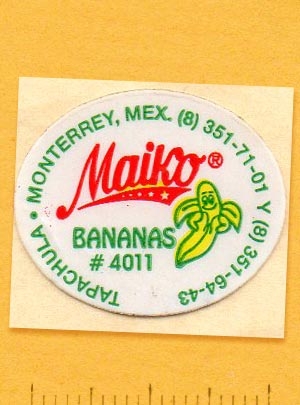 TAPACHULA • MONTERREY, MEX. (8) 351-71-01 Y (8) 351-64-43
Maiko®
BANANAS
# 4011